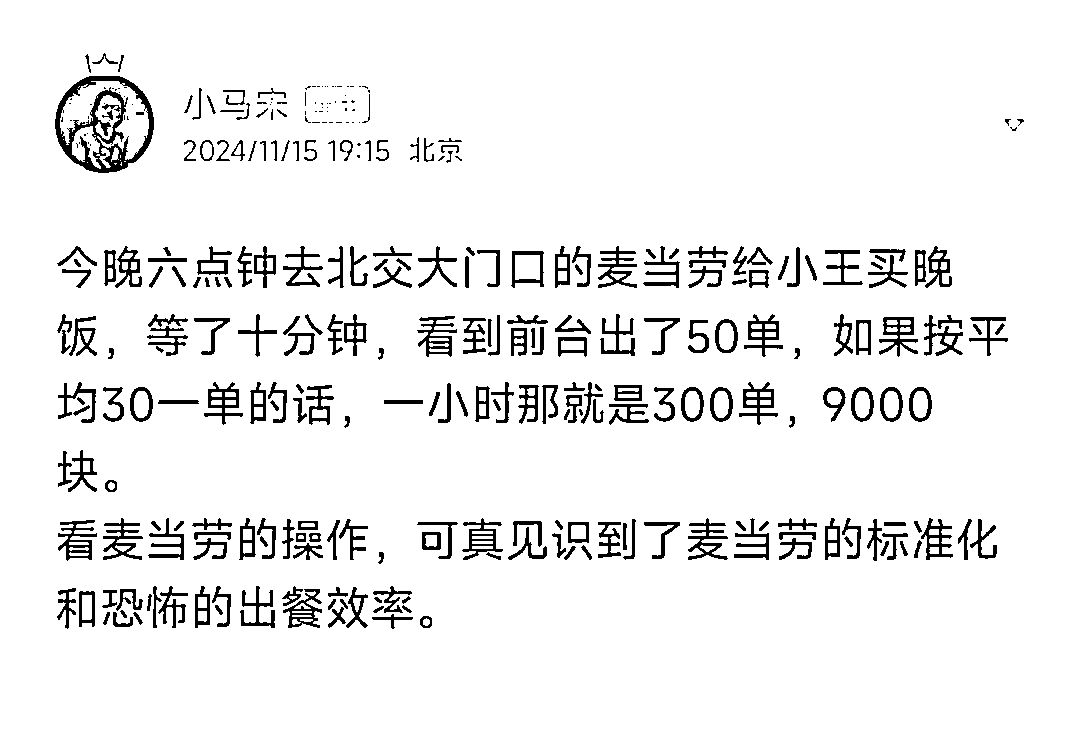 小马宋
2024/11/15 19:15 北京
今晚六点钟去北交大门口的麦当劳给小王买晚
饭，等了十分钟，看到前台出了50单，如果按平
均30一单的话，一小时那就是300单，9000
块。
看麦当劳的操作，可真见识到了麦当劳的标准化
和恐怖的出餐效率。